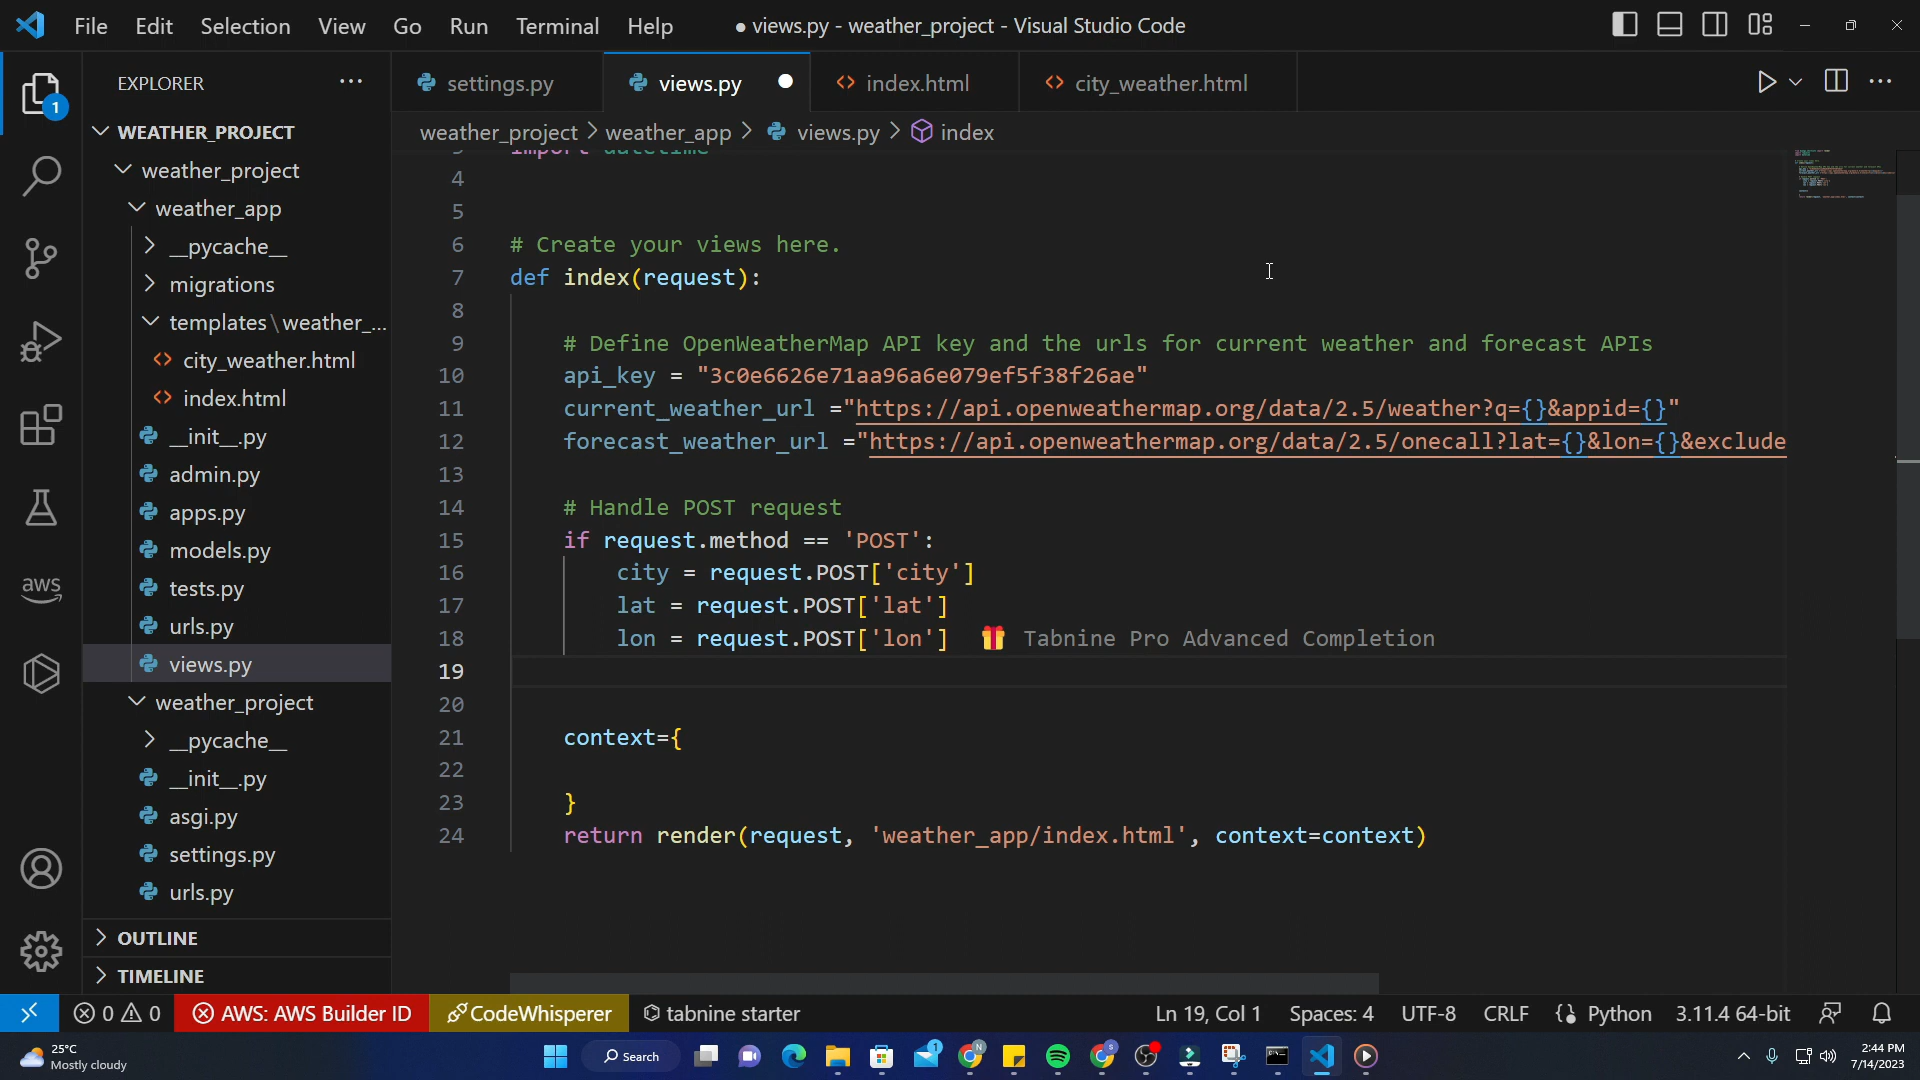 File Edit Selection View Go Run Terminal Help ● views.py - weather_project - Visual Studio Code
EXPLORER ...
settings.py views.py index.html city_weather.html
weather_project > weather_app > views.py > index
1
WEATHER_PROJECT
weather_project
weather_app
__pycache__
migrations
templates\weather_...
city_weather.html
index.html
__init__.py
admin.py
apps.py
models.py
tests.py
urls.py
views.py
weather_project
__pycache__
__init__.py
asgi.py
settings.py
urls.py
OUTLINE
TIMELINE
aws
3 import datetime
4
5
6 # Create your views here.
7 def index(request):
8
9 # Define OpenWeatherMap API key and the urls for current weather and forecast APIs
10 api_key = "3c0e6626e71aa96a6e079ef5f38f26ae"
11 current_weather_url ="https://api.openweathermap.org/data/2.5/weather?q={}&appid={}"
12 forecast_weather_url ="https://api.openweathermap.org/data/2.5/onecall?lat={}&lon={}&exclude
13
14 # Handle POST request
15 if request.method == 'POST':
16 city = request.POST['city']
17 lat = request.POST['lat']
18 lon = request.POST['lon'] 🎁 Tabnine Pro Advanced Completion
19
20
21 context={
22
23 }
24 return render(request, 'weather_app/index.html', context=context)
0 0 AWS: AWS Builder ID CodeWhisperer tabnine starter Ln 19, Col 1 Spaces: 4 UTF-8 CRLF {} Python 3.11.4 64-bit
25°C
Mostly cloudy
Search
1
N
S
2:44 PM
7/14/2023